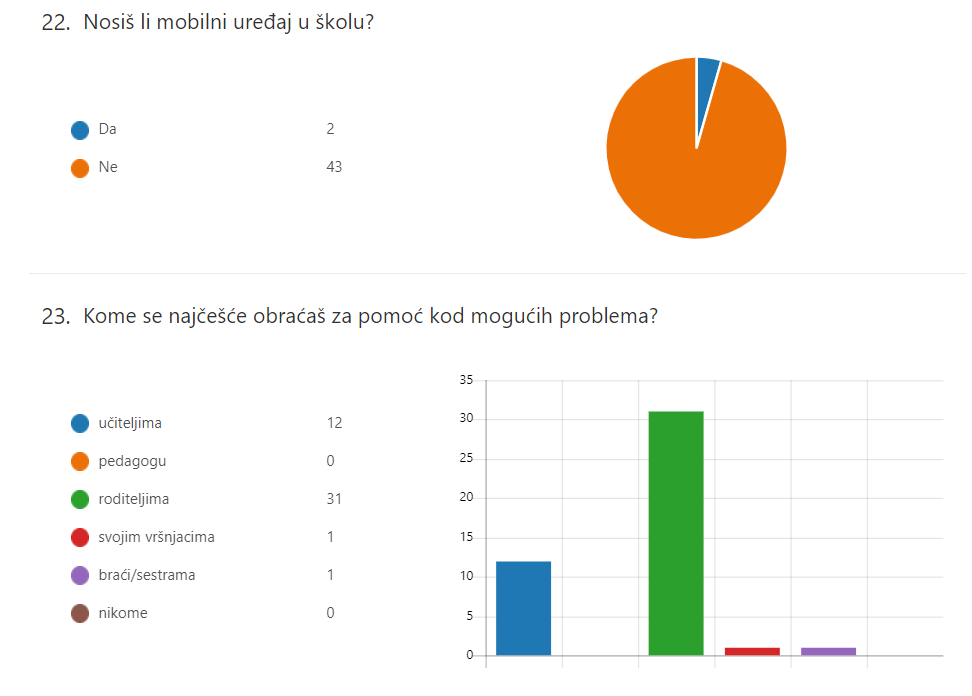 22. Nosiš li mobilni uređaj u školu?
Da 2
Ne 43
23. Kome se najčešće obraćaš za pomoć kod mogućih problema?
učiteljima 12
pedagogu 0
roditeljima 31
svojim vršnjacima 1
braći/sestrama 1
nikome 0
35
30
25
20
15
10
5
0